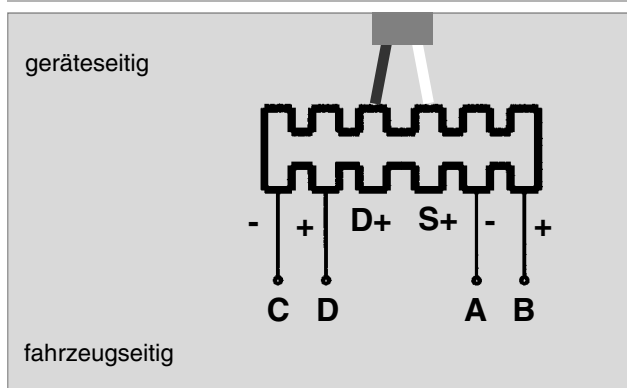 geräteseitig
- + D+ S+ - +
C D A B
fahrzeugseitig